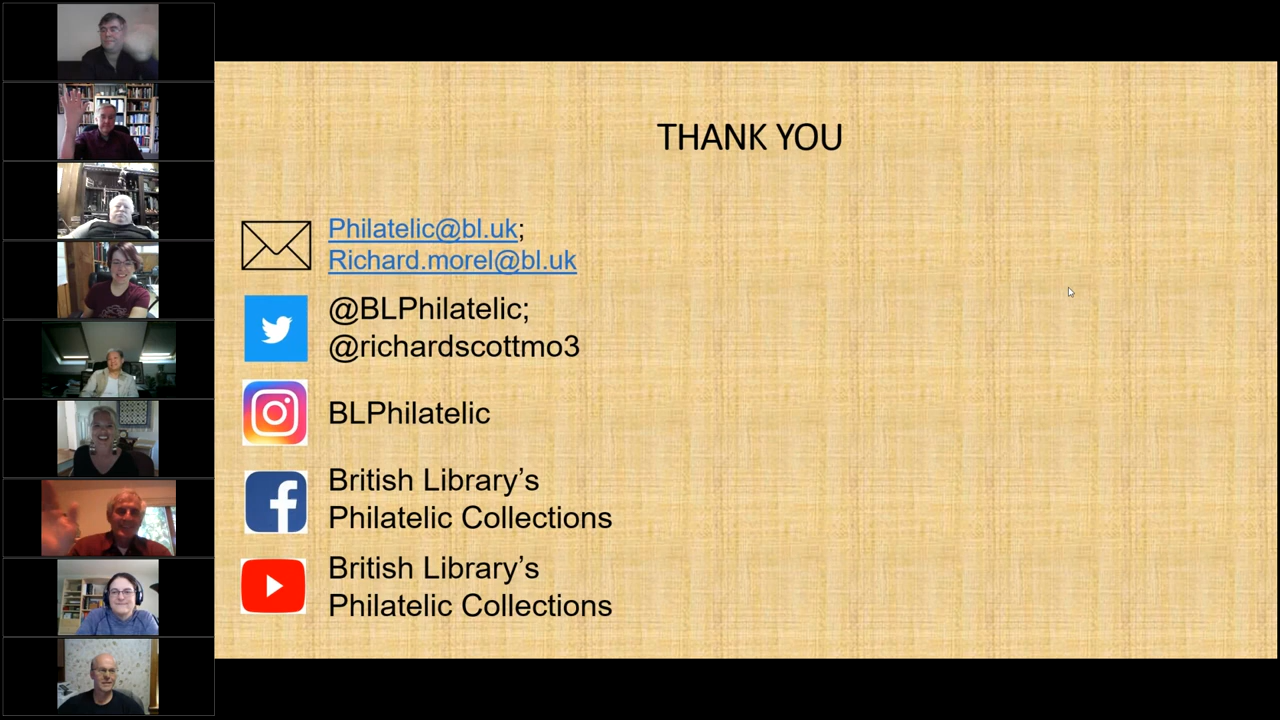 THANK YOU
Philatelic@bl.uk;
Richard.morel@bl.uk
@BLPhilatelic;
@richardscottmo3
BLPhilatelic
British Library’s
Philatelic Collections
British Library’s
Philatelic Collections